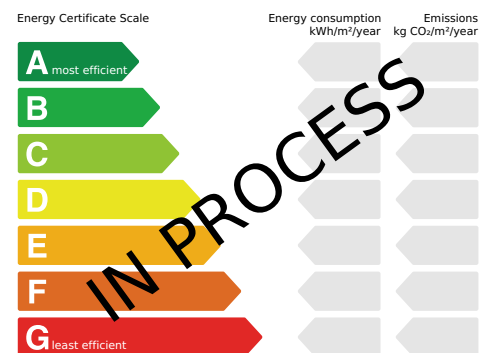 Energy Certificate Scale
Energy consumption
kWh/m²/year
Emissions
kg CO₂/m²/year
A most efficient
B
C
D
E
F
G least efficient
IN PROCESS